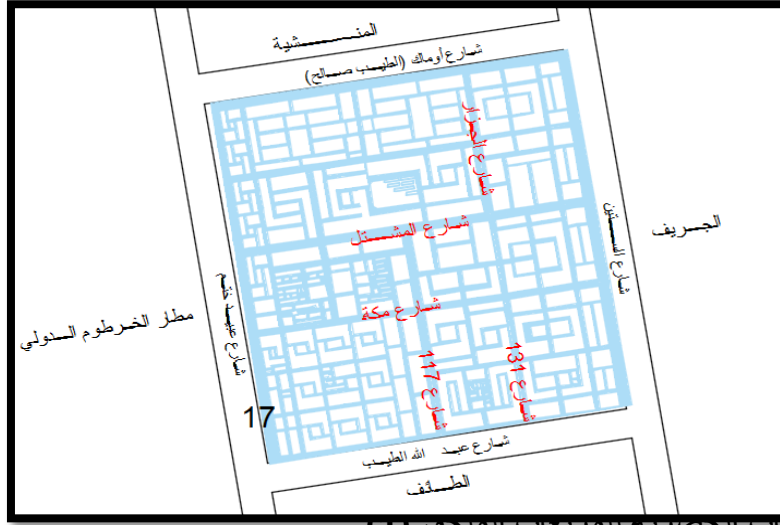 المنشية
شارع أوماك (الطيب صالح)
شارع الجزار
شارع المشتل
شارع الستين
الجريف
شارع مكة
شارع عبيد ختم
مطار الخرطوم الدولي
شارع 117
شارع 131
17
شارع عبد الله الطيب
الطائف